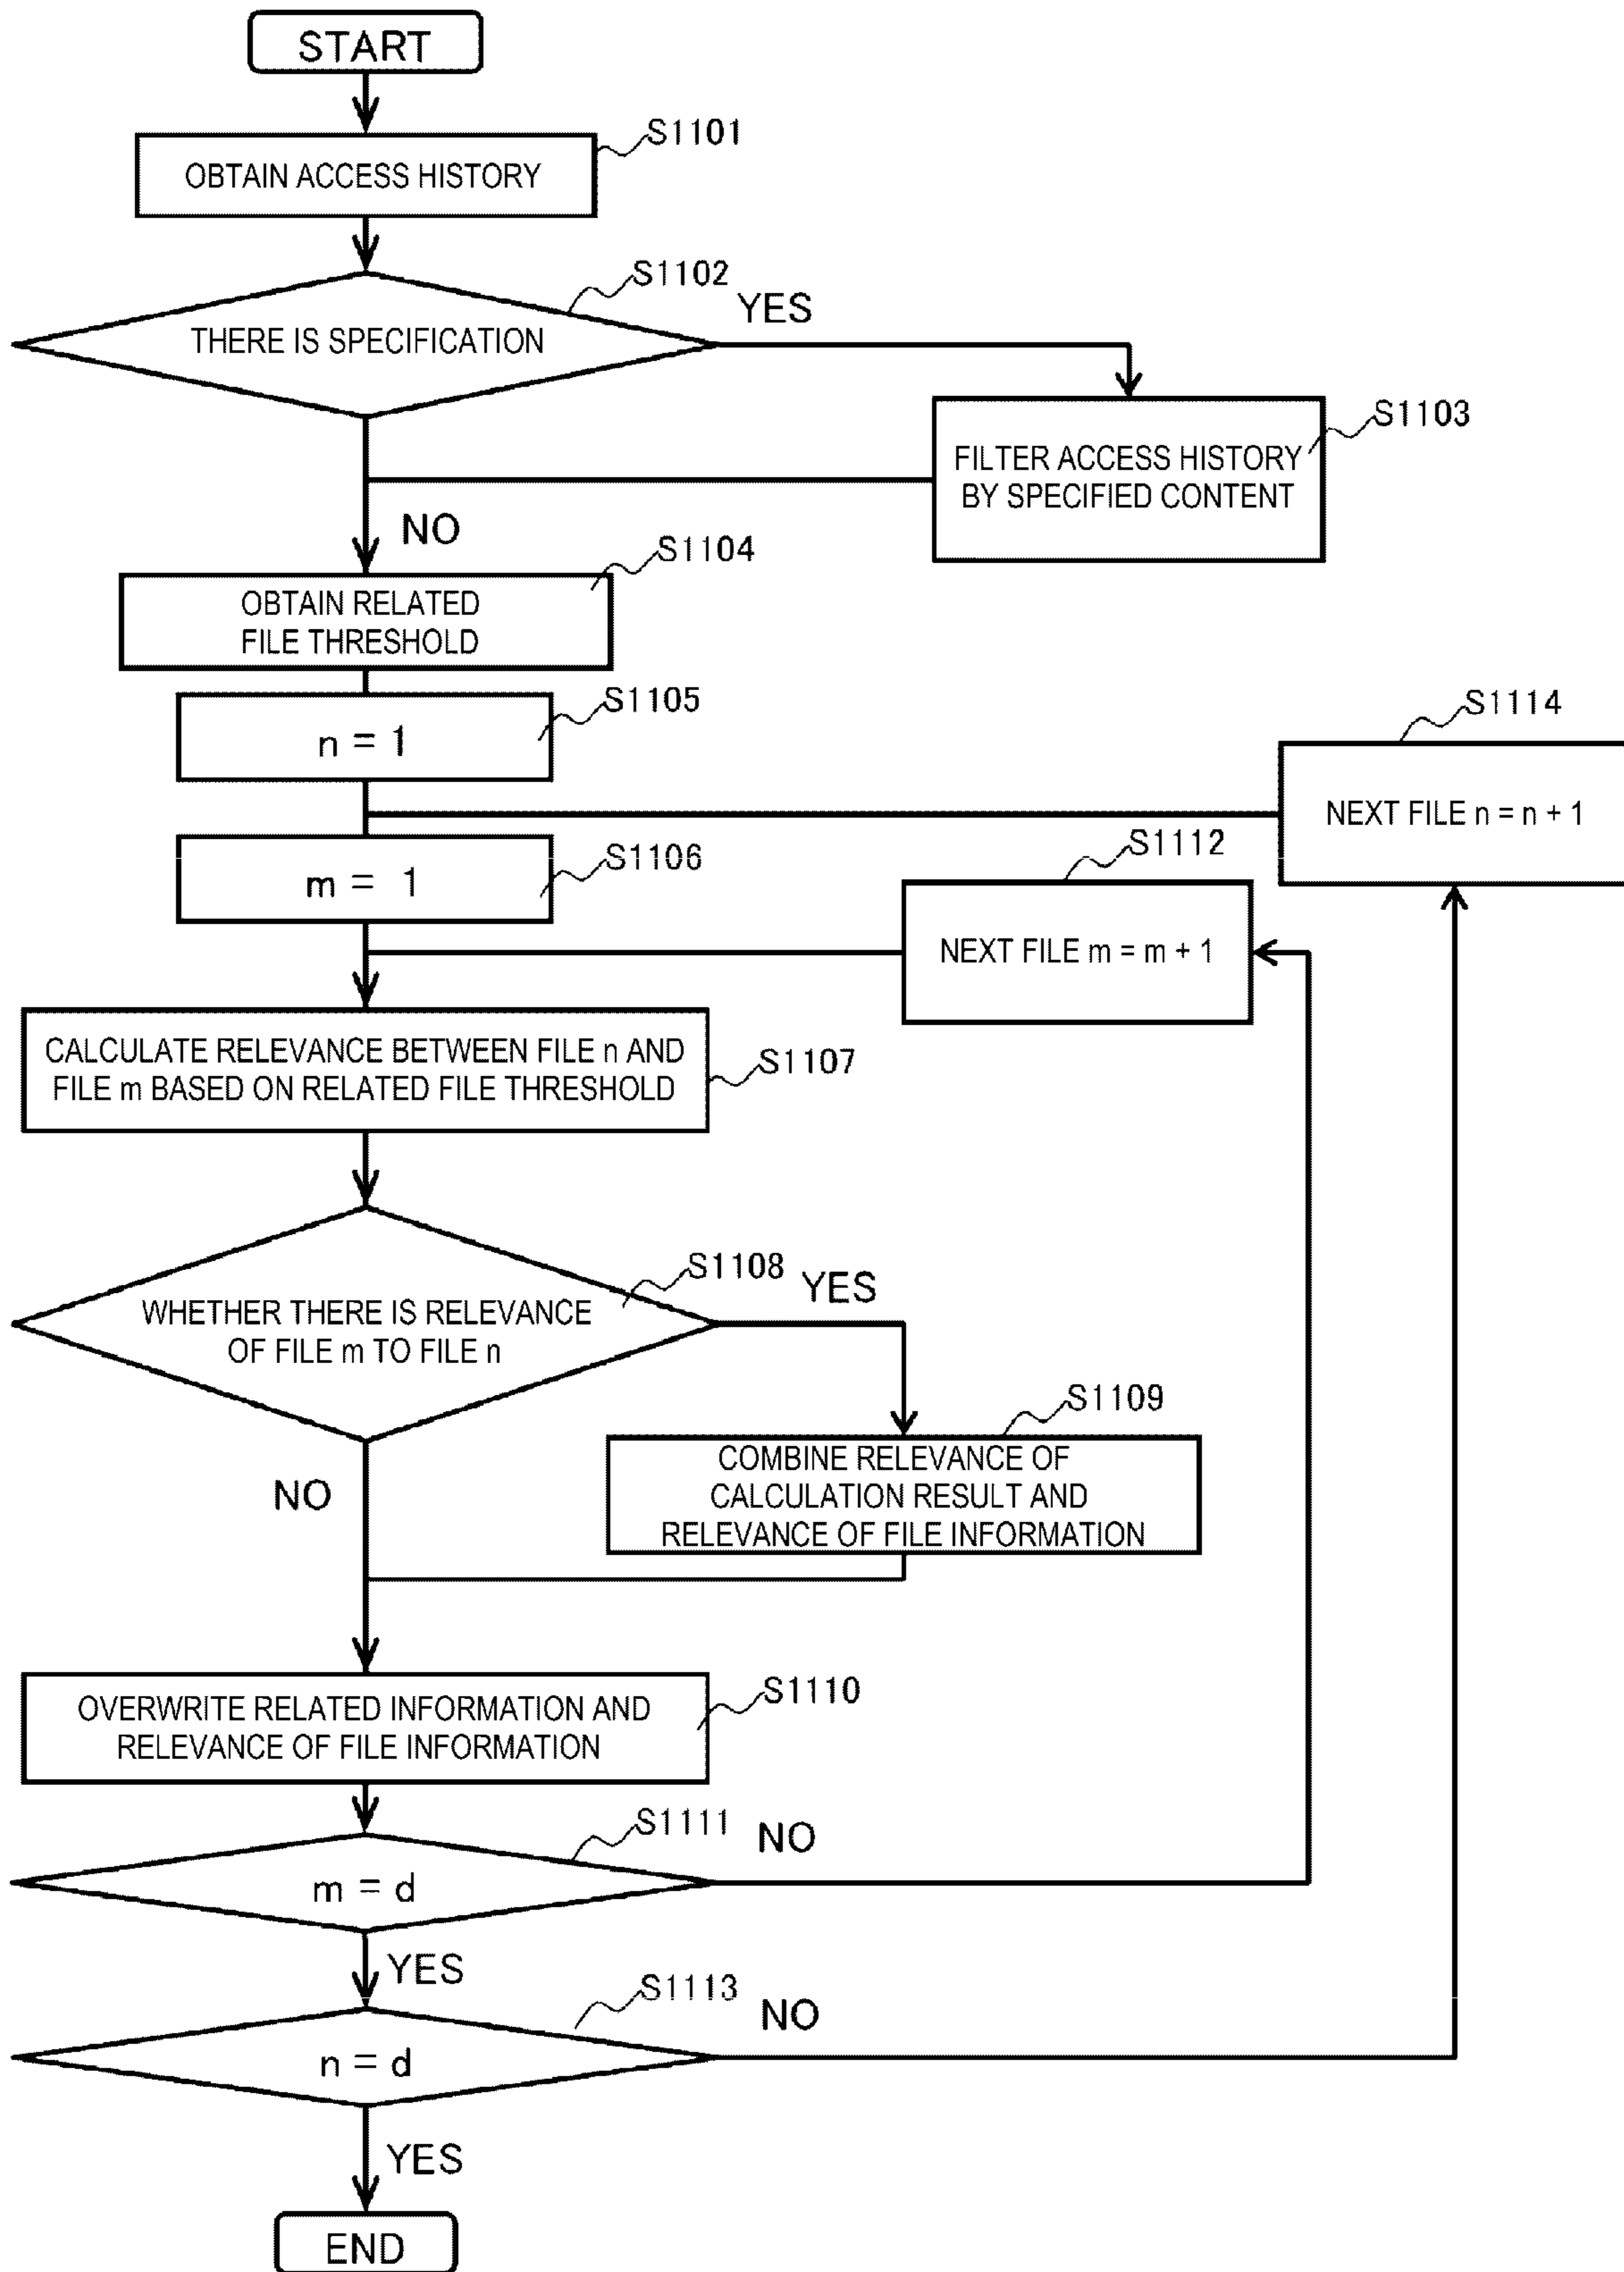 START
S1101
OBTAIN ACCESS HISTORY
S1102
YES
THERE IS SPECIFICATION
S1103
FILTER ACCESS HISTORY
BY SPECIFIED CONTENT
NO
S1104
OBTAIN RELATED
FILE THRESHOLD
S1105
n = 1
S1114
NEXT FILE n = n + 1
S1106
m = 1
S1112
NEXT FILE m = m + 1
CALCULATE RELEVANCE BETWEEN FILE n AND
FILE m BASED ON RELATED FILE THRESHOLD
S1107
S1108
YES
WHETHER THERE IS RELEVANCE
OF FILE m TO FILE n
S1109
COMBINE RELEVANCE OF
CALCULATION RESULT AND
RELEVANCE OF FILE INFORMATION
NO
S1110
OVERWRITE RELATED INFORMATION AND
RELEVANCE OF FILE INFORMATION
S1111
NO
m = d
YES
S1113
NO
n = d
YES
END